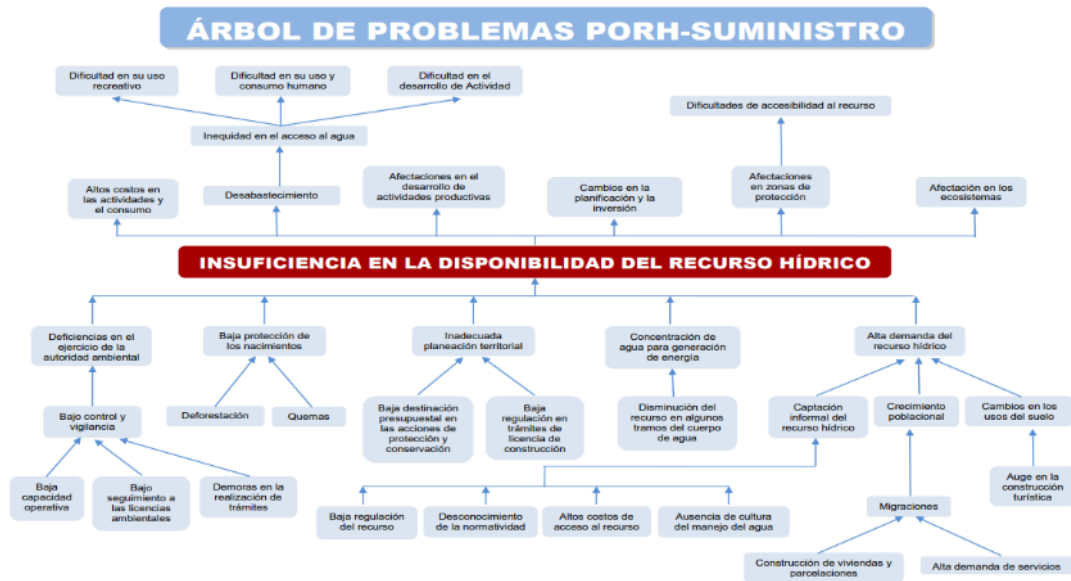 ÁRBOL DE PROBLEMAS PORH-SUMINISTRO
Dificultad en su uso
recreativo
Dificultad en su uso y
consumo humano
Dificultad en el
desarrollo de Actividad
Dificultades de accesibilidad al recurso
Inequidad en el acceso al agua
Altos costos en
las actividades y
el consumo
Desabastecimiento
Afectaciones en el
desarrollo de
actividades productivas
Cambios en la
planificación y la
inversión
Afectaciones
en zonas de
protección
Afectación en los
ecosistemas
INSUFICIENCIA EN LA DISPONIBILIDAD DEL RECURSO HÍDRICO
Deficiencias en el
ejercicio de la
autoridad ambiental
Baja protección de
los nacimientos
Inadecuada
planeación territorial
Concentración de
agua para generación
de energía
Alta demanda del
recurso hídrico
Bajo control y
vigilancia
Deforestación
Quemas
Baja destinación
presupuestal en
las acciones de
protección y
conservación
Baja
regulación en
trámites de
licencia de
construcción
Disminución del
recurso en algunos
tramos del cuerpo
de agua
Captación
informal del
recurso hídrico
Crecimiento
poblacional
Cambios en los
usos del suelo
Baja
capacidad
operativa
Bajo
seguimiento a
las licencias
ambientales
Demoras en la
realización de
trámites
Auge en la
construcción
turística
Baja regulación
del recurso
Desconocimiento
de la normatividad
Altos costos de
acceso al recurso
Ausencia de cultura
del manejo del agua
Migraciones
Construcción de viviendas y
parcelaciones
Alta demanda de servicios